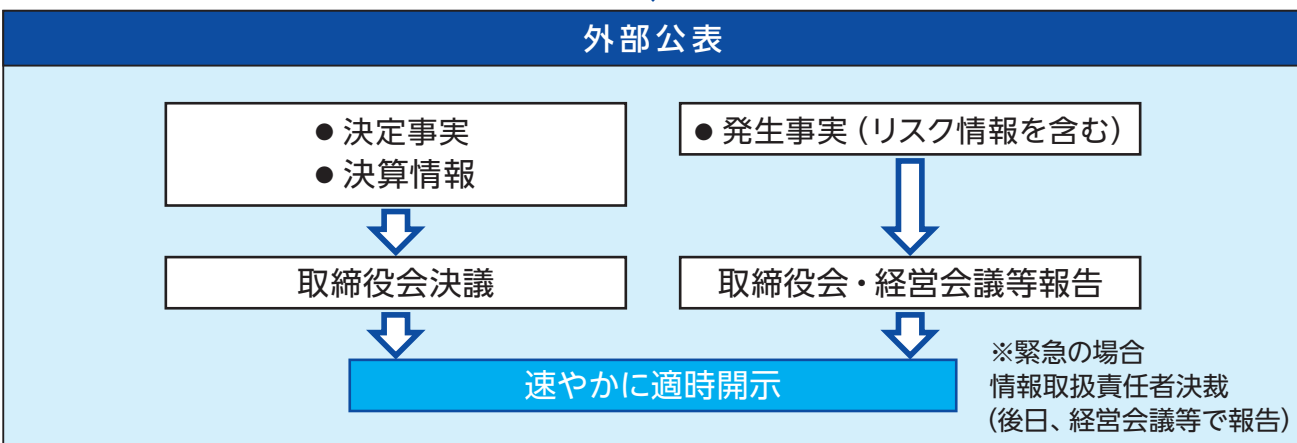 外部公表
● 決定事実
● 決算情報
● 発生事実（リスク情報を含む）
取締役会決議
取締役会・経営会議等報告
速やかに適時開示
※緊急の場合
情報取扱責任者決裁
（後日、経営会議等で報告）